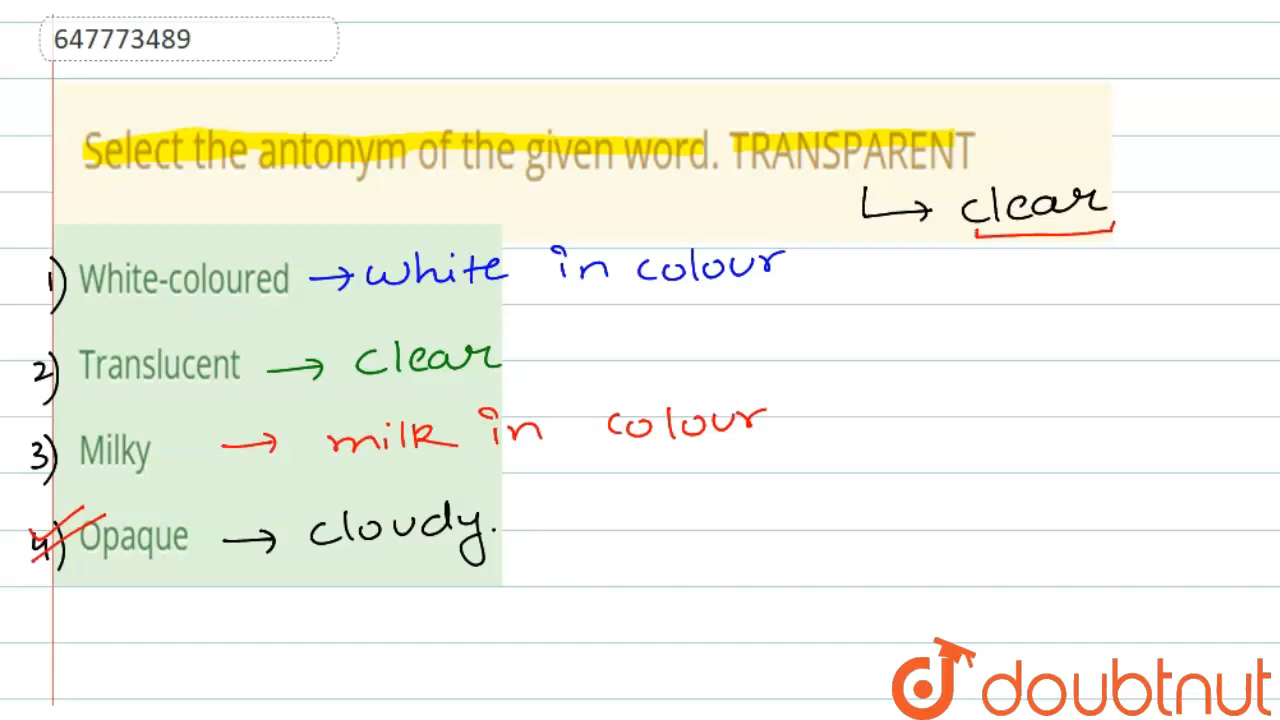 647773489
Select the antonym of the given word. TRANSPARENT
↳ clear
1) White-coloured → white in colour
2) Translucent → clear
3) Milky → milk in colour
4) Opaque → cloudy.
doubtnut